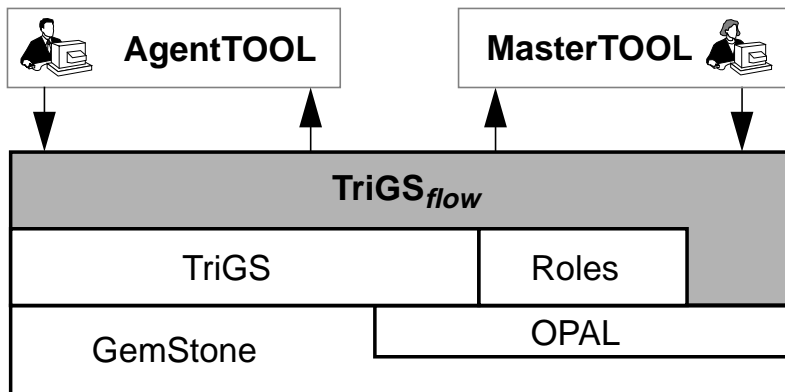 AgentTOOL
MasterTOOL
TriGSflow
TriGS
Roles
OPAL
GemStone